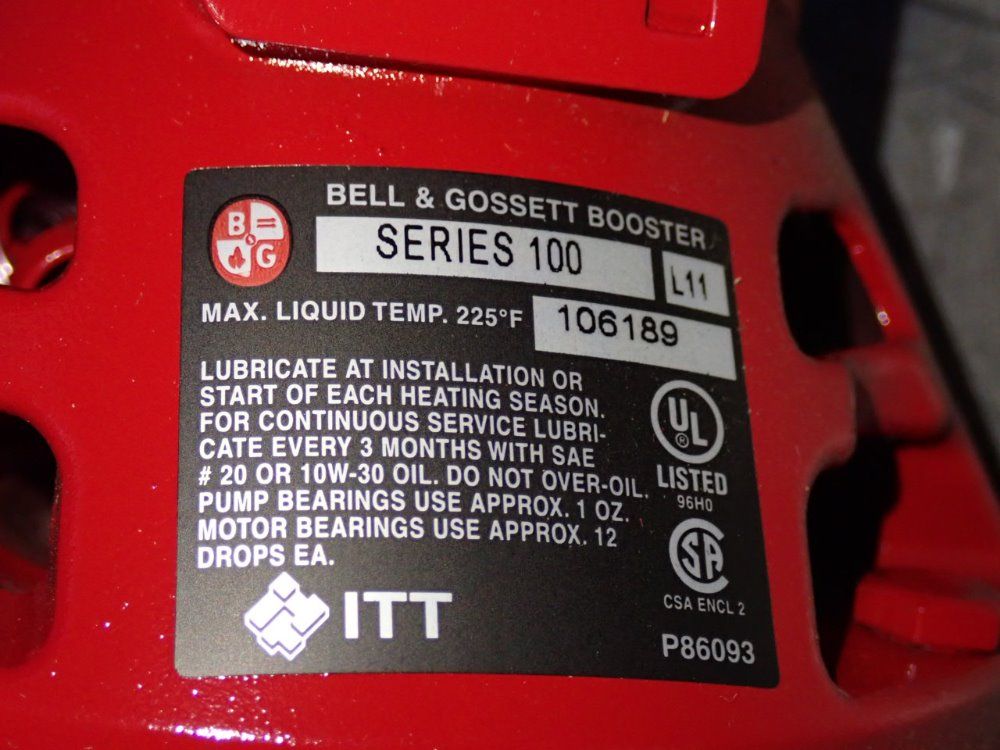 BELL & GOSSETT BOOSTER
B
G
SERIES 100
L11
MAX. LIQUID TEMP. 225°F
106189
LUBRICATE AT INSTALLATION OR
START OF EACH HEATING SEASON.
FOR CONTINUOUS SERVICE LUBRI-
CATE EVERY 3 MONTHS WITH SAE
# 20 OR 10W-30 OIL. DO NOT OVER-OIL.
PUMP BEARINGS USE APPROX. 1 OZ.
MOTOR BEARINGS USE APPROX. 12
DROPS EA.
UL
®
LISTED
96H0
SA
CSA ENCL 2
ITT
P86093